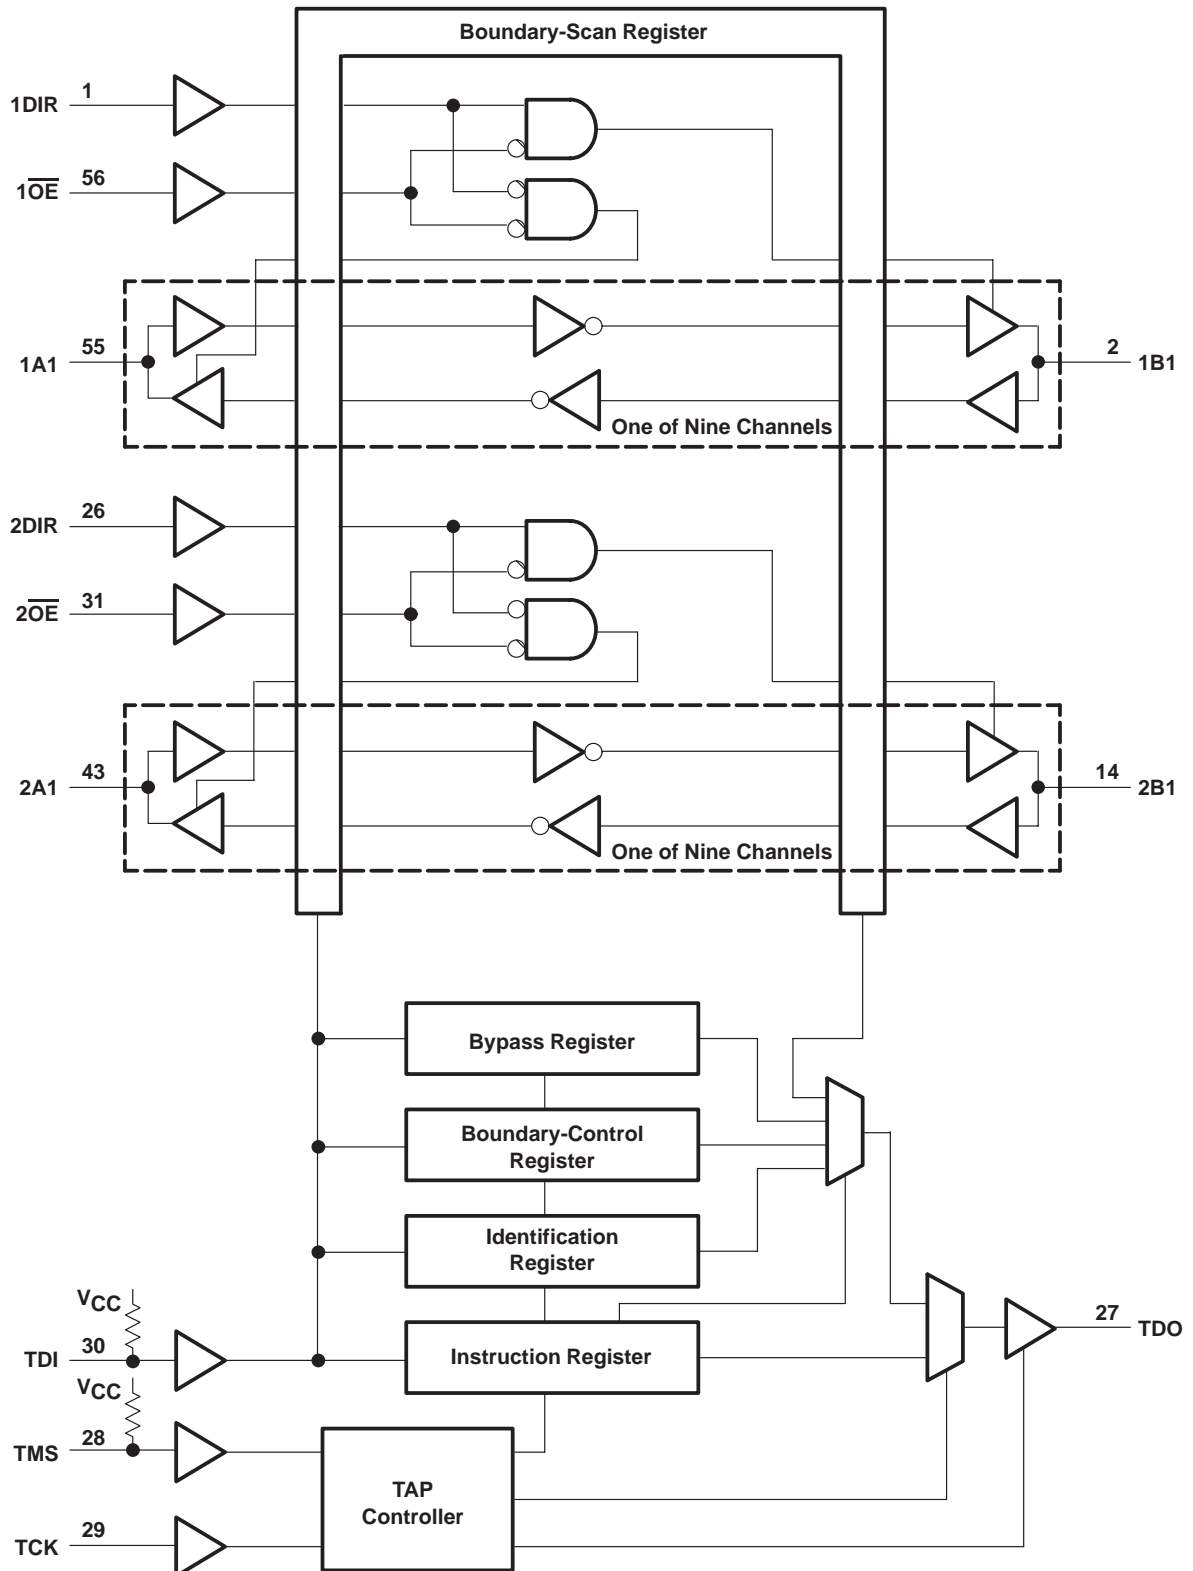 Boundary-Scan Register
1DIR 1
1O̅E̅ 56
1A1 55
2 1B1
One of Nine Channels
2DIR 26
2O̅E̅ 31
2A1 43
14 2B1
One of Nine Channels
Bypass Register
Boundary-Control
Register
Identification
Register
VCC
TDI 30
Instruction Register
27 TDO
VCC
TMS 28
TAP
Controller
TCK 29